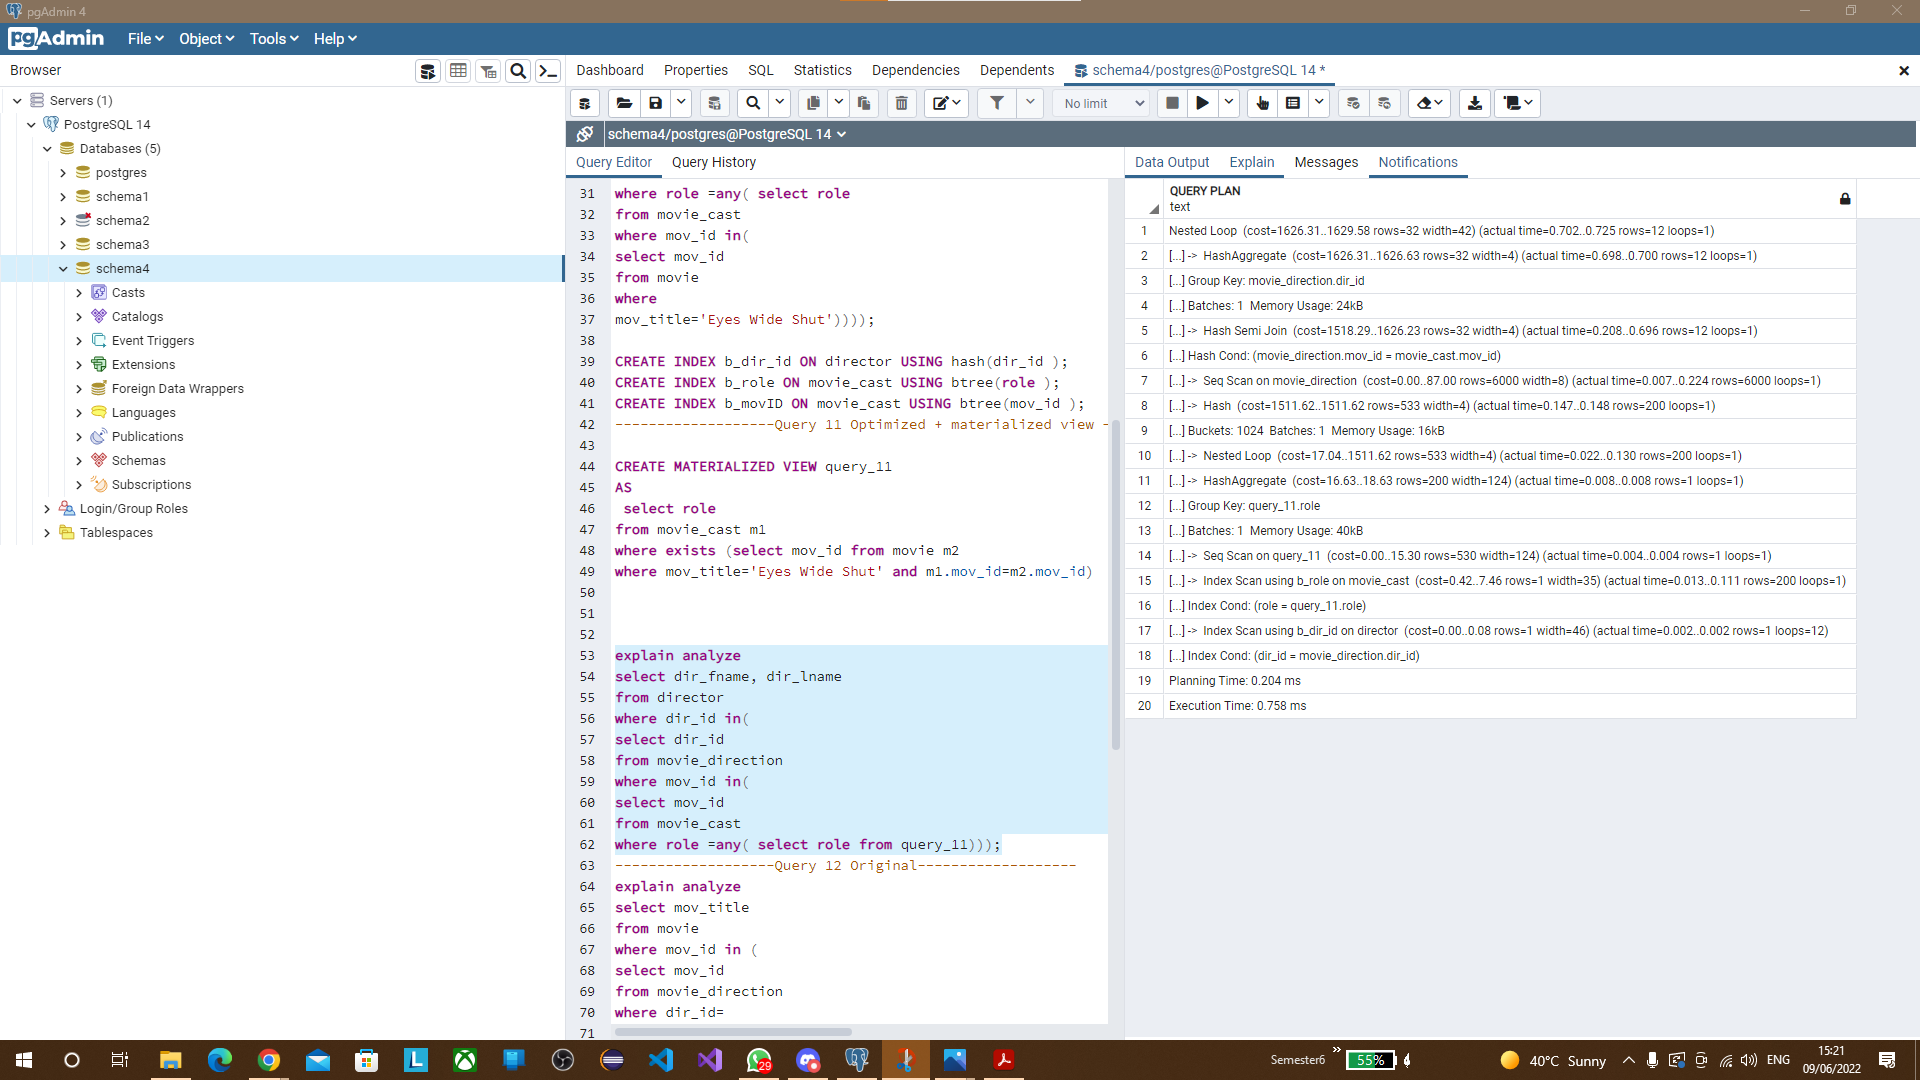 pgAdmin 4
pgAdmin
File
Object
Tools
Help
Browser
Servers (1)
PostgreSQL 14
Databases (5)
postgres
schema1
schema2
schema3
schema4
Casts
Catalogs
Event Triggers
Extensions
Foreign Data Wrappers
Languages
Publications
Schemas
Subscriptions
Login/Group Roles
Tablespaces
Dashboard
Properties
SQL
Statistics
Dependencies
Dependents
schema4/postgres@PostgreSQL 14 *
No limit
schema4/postgres@PostgreSQL 14
Query Editor
Query History
31 where role =any( select role
32 from movie_cast
33 where mov_id in(
34 select mov_id
35 from movie
36 where
37 mov_title='Eyes Wide Shut'))));
38
39 CREATE INDEX b_dir_id ON director USING hash(dir_id );
40 CREATE INDEX b_role ON movie_cast USING btree(role );
41 CREATE INDEX b_movID ON movie_cast USING btree(mov_id );
42 -------------------Query 11 Optimized + materialized view -
43
44 CREATE MATERIALIZED VIEW query_11
45 AS
46 select role
47 from movie_cast m1
48 where exists (select mov_id from movie m2
49 where mov_title='Eyes Wide Shut' and m1.mov_id=m2.mov_id)
50
51
52
53 explain analyze
54 select dir_fname, dir_lname
55 from director
56 where dir_id in(
57 select dir_id
58 from movie_direction
59 where mov_id in(
60 select mov_id
61 from movie_cast
62 where role =any( select role from query_11)));
63 -------------------Query 12 Original-------------------
64 explain analyze
65 select mov_title
66 from movie
67 where mov_id in (
68 select mov_id
69 from movie_direction
70 where dir_id=
71
Data Output
Explain
Messages
Notifications
QUERY PLAN
text
1 Nested Loop (cost=1626.31..1629.58 rows=32 width=42) (actual time=0.702..0.725 rows=12 loops=1)
2 [...] -> HashAggregate (cost=1626.31..1626.63 rows=32 width=4) (actual time=0.698..0.700 rows=12 loops=1)
3 [...] Group Key: movie_direction.dir_id
4 [...] Batches: 1 Memory Usage: 24kB
5 [...] -> Hash Semi Join (cost=1518.29..1626.23 rows=32 width=4) (actual time=0.208..0.696 rows=12 loops=1)
6 [...] Hash Cond: (movie_direction.mov_id = movie_cast.mov_id)
7 [...] -> Seq Scan on movie_direction (cost=0.00..87.00 rows=6000 width=8) (actual time=0.007..0.224 rows=6000 loops=1)
8 [...] -> Hash (cost=1511.62..1511.62 rows=533 width=4) (actual time=0.147..0.148 rows=200 loops=1)
9 [...] Buckets: 1024 Batches: 1 Memory Usage: 16kB
10 [...] -> Nested Loop (cost=17.04..1511.62 rows=533 width=4) (actual time=0.022..0.130 rows=200 loops=1)
11 [...] -> HashAggregate (cost=16.63..18.63 rows=200 width=124) (actual time=0.008..0.008 rows=1 loops=1)
12 [...] Group Key: query_11.role
13 [...] Batches: 1 Memory Usage: 40kB
14 [...] -> Seq Scan on query_11 (cost=0.00..15.30 rows=530 width=124) (actual time=0.004..0.004 rows=1 loops=1)
15 [...] -> Index Scan using b_role on movie_cast (cost=0.42..7.46 rows=1 width=35) (actual time=0.013..0.111 rows=200 loops=1)
16 [...] Index Cond: (role = query_11.role)
17 [...] -> Index Scan using b_dir_id on director (cost=0.00..0.08 rows=1 width=46) (actual time=0.002..0.002 rows=1 loops=12)
18 [...] Index Cond: (dir_id = movie_direction.dir_id)
19 Planning Time: 0.204 ms
20 Execution Time: 0.758 ms
L
29
Semester6
55%
40°C Sunny
ENG
15:21
09/06/2022